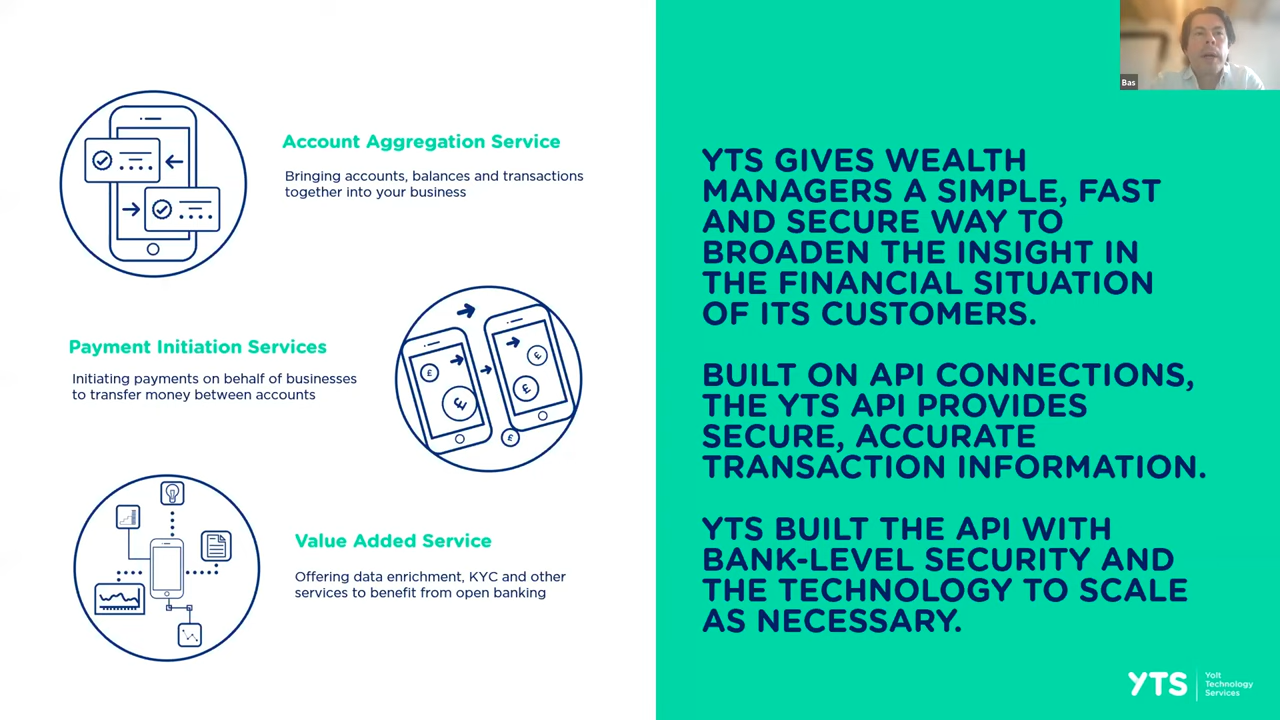 Account Aggregation Service
Bringing accounts, balances and transactions
together into your business
Payment Initiation Services
Initiating payments on behalf of businesses
to transfer money between accounts
£
£
£
£
£
Value Added Service
Offering data enrichment, KYC and other
services to benefit from open banking
Bas
YTS GIVES WEALTH
MANAGERS A SIMPLE, FAST
AND SECURE WAY TO
BROADEN THE INSIGHT IN
THE FINANCIAL SITUATION
OF ITS CUSTOMERS.
BUILT ON API CONNECTIONS,
THE YTS API PROVIDES
SECURE, ACCURATE
TRANSACTION INFORMATION.
YTS BUILT THE API WITH
BANK-LEVEL SECURITY AND
THE TECHNOLOGY TO SCALE
AS NECESSARY.
YTS
Yolt
Technology
Services